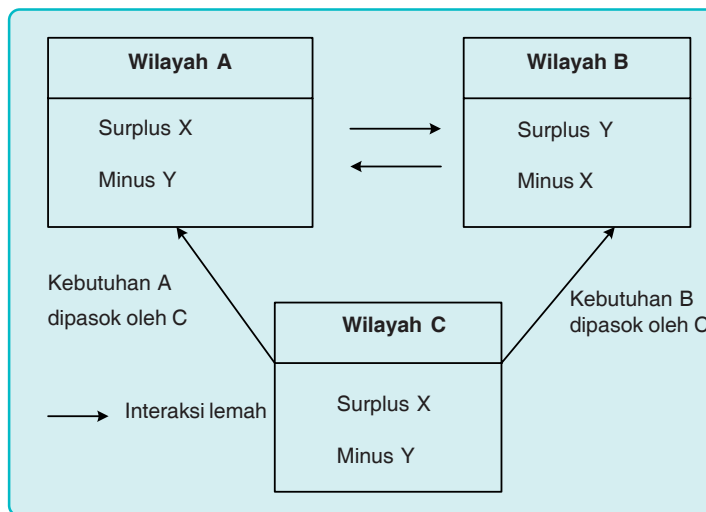 Wilayah A
Surplus X
Minus Y
Wilayah B
Surplus Y
Minus X
Kebutuhan A
dipasok oleh C
Kebutuhan B
dipasok oleh C
Wilayah C
Surplus X
Minus Y
Interaksi lemah